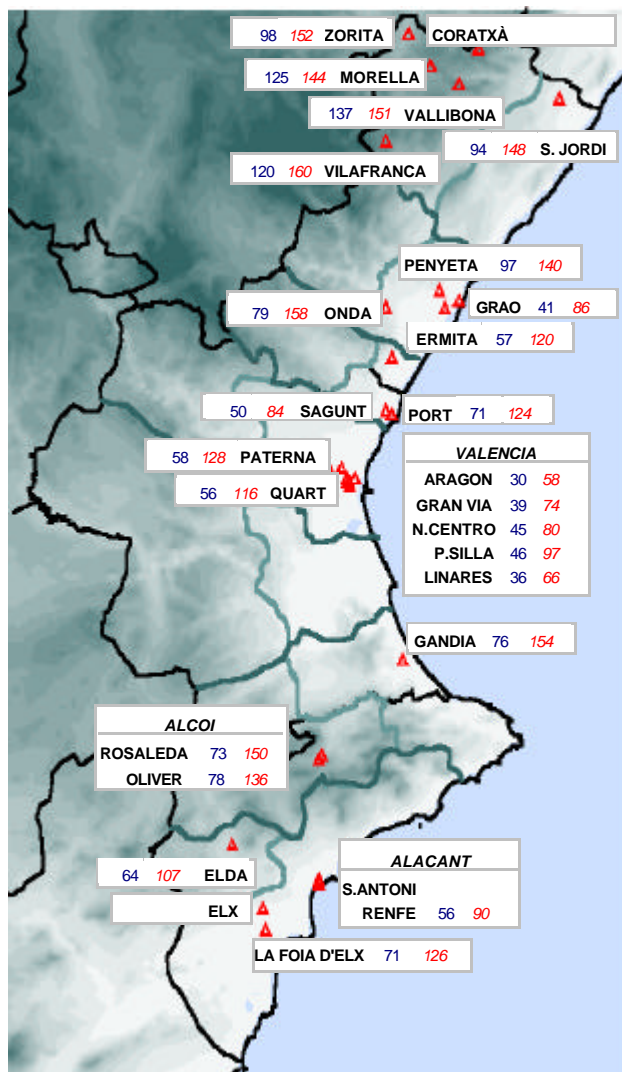 98 152 ZORITA
CORATXÀ
125 144 MORELLA
137 151 VALLIBONA
94 148 S. JORDI
120 160 VILAFRANCA
PENYETA 97 140
79 158 ONDA
GRAO 41 86
ERMITA 57 120
50 84 SAGUNT
PORT 71 124
58 128 PATERNA
56 116 QUART
VALENCIA
ARAGON 30 58
GRAN VIA 39 74
N.CENTRO 45 80
P.SILLA 46 97
LINARES 36 66
GANDIA 76 154
ALCOI
ROSALEDA 73 150
OLIVER 78 136
64 107 ELDA
ELX
ALACANT
S.ANTONI
RENFE 56 90
LA FOIA D'ELX 71 126